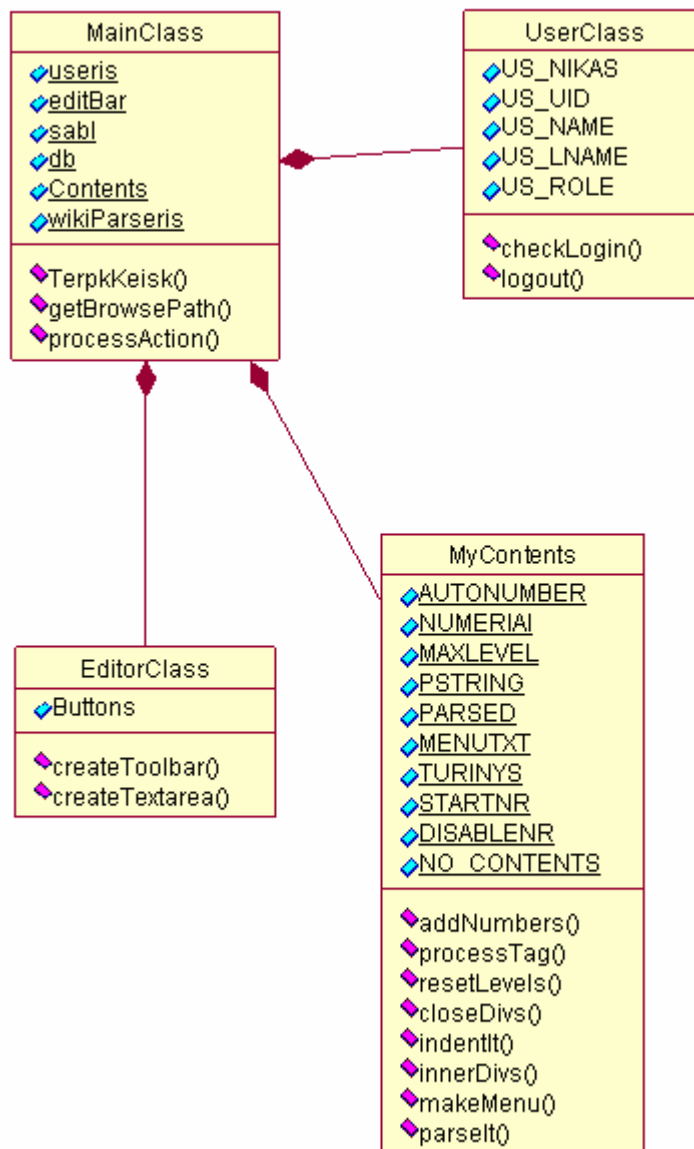 MainClass
useris
editBar
sabl
db
Contents
wikiParseris
TerpkKeisk()
getBrowsePath()
processAction()
UserClass
US_NIKAS
US_UID
US_NAME
US_LNAME
US_ROLE
checkLogin()
logout()
EditorClass
Buttons
createToolbar()
createTextarea()
MyContents
AUTONUMBER
NUMERIAI
MAXLEVEL
PSTRING
PARSED
MENUTXT
TURINYS
STARTNR
DISABLENR
NO_CONTENTS
addNumbers()
processTag()
resetLevels()
closeDivs()
indentIt()
innerDivs()
makeMenu()
parseIt()